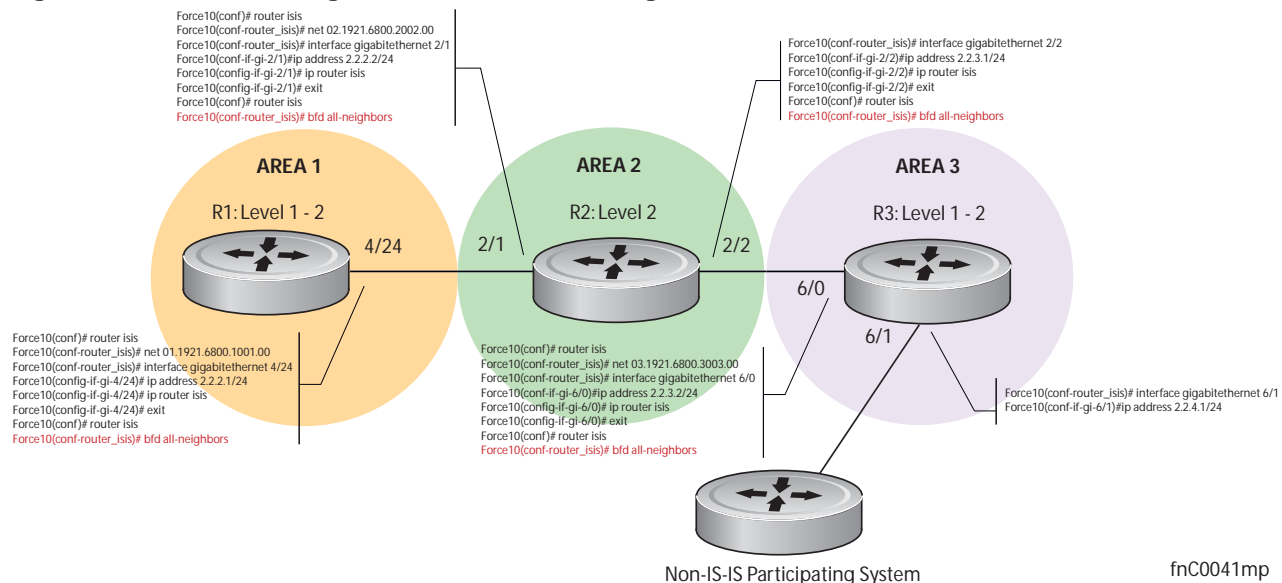 Force10(conf)# router isis
Force10(conf-router_isis)# net 02.1921.6800.2002.00
Force10(conf-router_isis)# interface gigabitethernet 2/1
Force10(conf-if-gi-2/1)#ip address 2.2.2.2/24
Force10(config-if-gi-2/1)# ip router isis
Force10(config-if-gi-2/1)# exit
Force10(conf)# router isis
Force10(conf-router_isis)# bfd all-neighbors
Force10(conf-router_isis)# interface gigabitethernet 2/2
Force10(conf-if-gi-2/2)#ip address 2.2.3.1/24
Force10(config-if-gi-2/2)# ip router isis
Force10(config-if-gi-2/2)# exit
Force10(conf)# router isis
Force10(conf-router_isis)# bfd all-neighbors
AREA 1
AREA 2
AREA 3
R1: Level 1 - 2
R2: Level 2
R3: Level 1 - 2
4/24
2/1
2/2
6/0
6/1
Force10(conf)# router isis
Force10(conf-router_isis)# net 01.1921.6800.1001.00
Force10(conf-router_isis)# interface gigabitethernet 4/24
Force10(config-if-gi-4/24)# ip address 2.2.2.1/24
Force10(config-if-gi-4/24)# ip router isis
Force10(config-if-gi-4/24)# exit
Force10(conf)# router isis
Force10(conf-router_isis)# bfd all-neighbors
Force10(conf)# router isis
Force10(conf-router_isis)# net 03.1921.6800.3003.00
Force10(conf-router_isis)# interface gigabitethernet 6/0
Force10(conf-if-gi-6/0)#ip address 2.2.3.2/24
Force10(config-if-gi-6/0)# ip router isis
Force10(config-if-gi-6/0)# exit
Force10(conf)# router isis
Force10(conf-router_isis)# bfd all-neighbors
Force10(conf-router_isis)# interface gigabitethernet 6/1
Force10(conf-if-gi-6/1)#ip address 2.2.4.1/24
Non-IS-IS Participating System
fnC0041mp